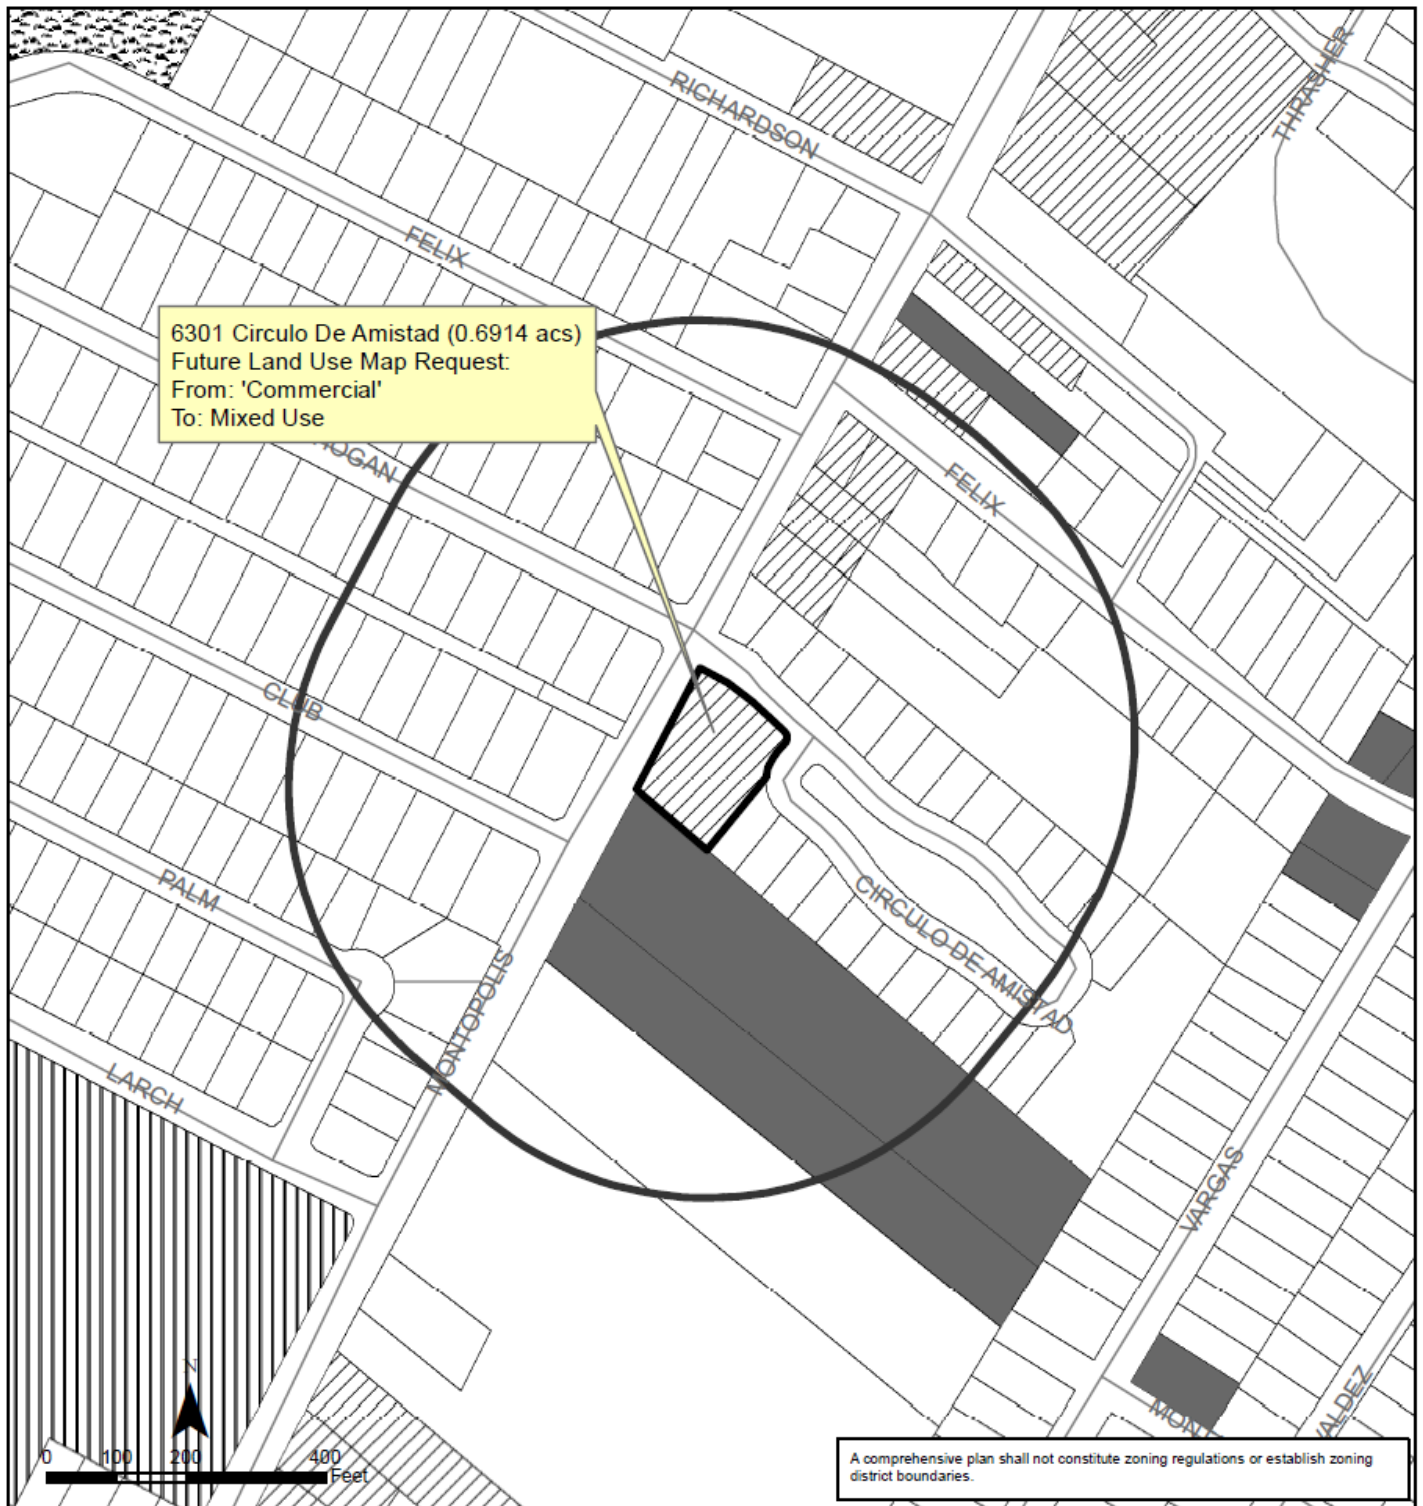 RICHARDSON
THRASHER
FELIX
6301 Circulo De Amistad (0.6914 acs)
Future Land Use Map Request:
From: 'Commercial'
To: Mixed Use
HOGAN
FELIX
CLUB
PALM
CIRCULO DE AMISTAD
MONTOPOLIS
LARCH
VARGAS
VALDEZ
MONT
N
0 100 200 400
Feet
A comprehensive plan shall not constitute zoning regulations or establish zoning
district boundaries.